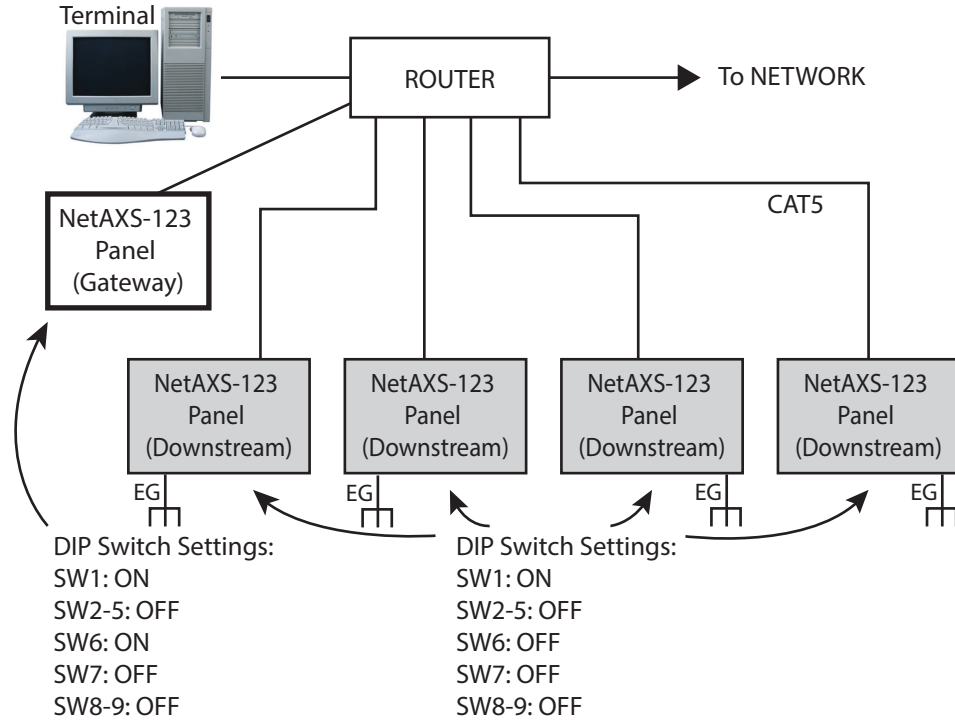 Terminal
ROUTER
To NETWORK
CAT5
NetAXS-123
Panel
(Gateway)
NetAXS-123
Panel
(Downstream)
NetAXS-123
Panel
(Downstream)
NetAXS-123
Panel
(Downstream)
NetAXS-123
Panel
(Downstream)
EG
EG
EG
EG
DIP Switch Settings:
SW1: ON
SW2-5: OFF
SW6: ON
SW7: OFF
SW8-9: OFF
DIP Switch Settings:
SW1: ON
SW2-5: OFF
SW6: OFF
SW7: OFF
SW8-9: OFF